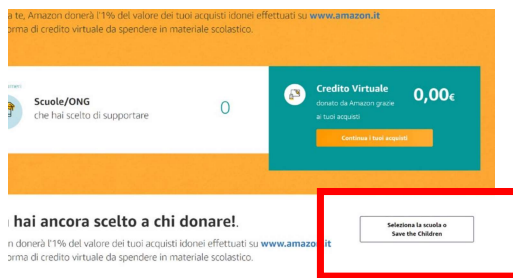 a te, Amazon donerà l'1% del valore dei tuoi acquisti idonei effettuati su www.amazon.it
orma di credito virtuale da spendere in materiale scolastico.
Scuole/ONG
che hai scelto di supportare
0
Credito Virtuale
donato da Amazon grazie
ai tuoi acquisti
0,00€
Continua i tuoi acquisti
hai ancora scelto a chi donare!.
n donerà l'1% del valore dei tuoi acquisti idonei effettuati su www.amazon.it
orma di credito virtuale da spendere in materiale scolastico.
Seleziona la scuola o
Save the Children